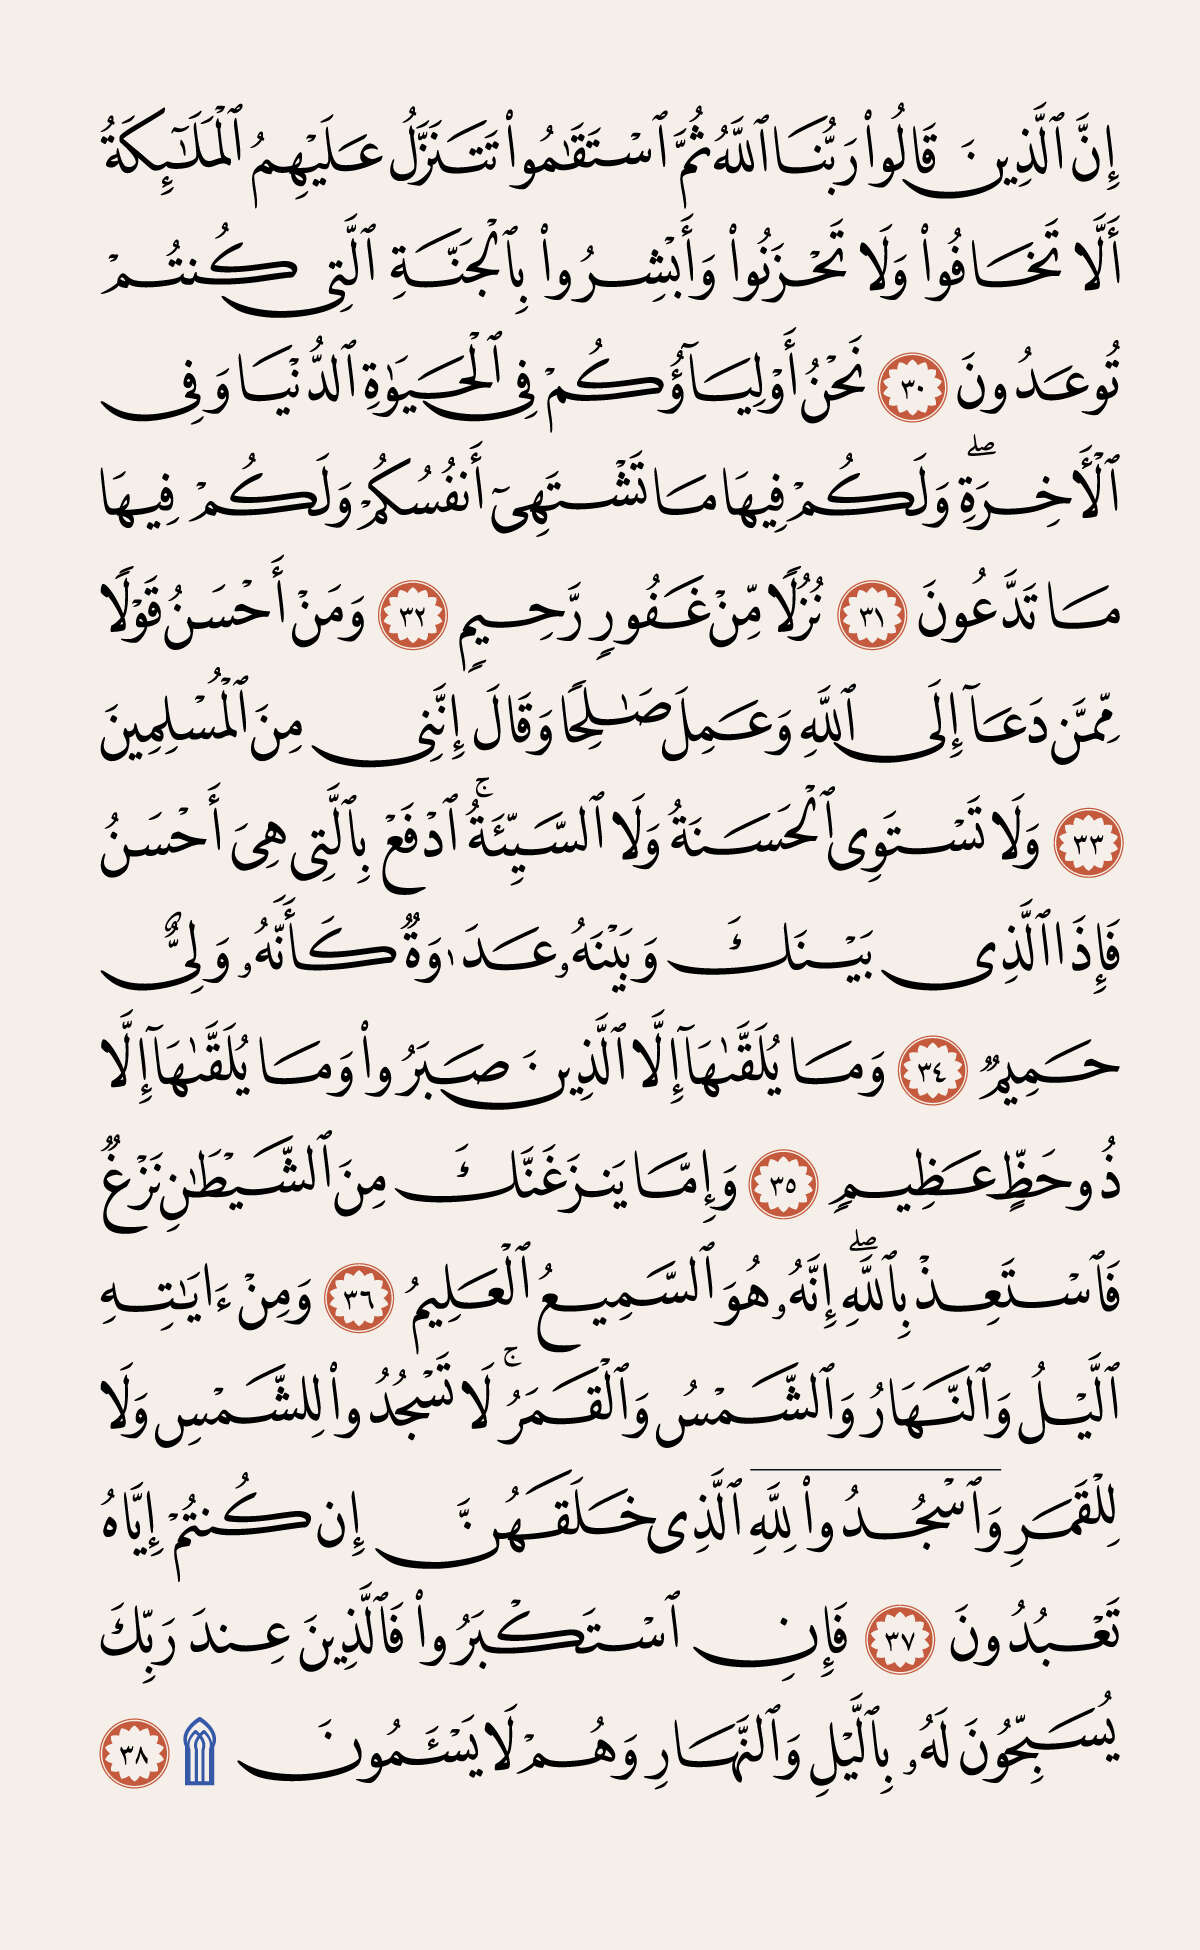 إِنَّ ٱلَّذِينَ قَالُوا۟ رَبُّنَا ٱللَّهُ ثُمَّ ٱسْتَقَٰمُوا۟ تَتَنَزَّلُ عَلَيْهِمُ ٱلْمَلَٰٓئِكَةُ
أَلَّا تَخَافُوا۟ وَلَا تَحْزَنُوا۟ وَأَبْشِرُوا۟ بِٱلْجَنَّةِ ٱلَّتِى كُنتُمْ
تُوعَدُونَ ٣٠ نَحْنُ أَوْلِيَآؤُكُمْ فِى ٱلْحَيَوٰةِ ٱلدُّنْيَا وَفِى
ٱلْأَخِرَةِۖ وَلَكُمْ فِيهَا مَا تَشْتَهِىٓ أَنفُسُكُمْ وَلَكُمْ فِيهَا
مَا تَدَّعُونَ ٣١ نُزُلًا مِّنْ غَفُورٍ رَّحِيمٍ ٣٢ وَمَنْ أَحْسَنُ قَوْلًا
مِّمَّن دَعَآ إِلَى ٱللَّهِ وَعَمِلَ صَٰلِحًا وَقَالَ إِنَّنِى مِنَ ٱلْمُسْلِمِينَ
٣٣ وَلَا تَسْتَوِى ٱلْحَسَنَةُ وَلَا ٱلسَّيِّئَةُۚ ٱدْفَعْ بِٱلَّتِى هِىَ أَحْسَنُ
فَإِذَا ٱلَّذِى بَيْنَكَ وَبَيْنَهُۥ عَدَٰوَةٌ كَأَنَّهُۥ وَلِىٌّ
حَمِيمٌ ٣٤ وَمَا يُلَقَّىٰهَآ إِلَّا ٱلَّذِينَ صَبَرُوا۟ وَمَا يُلَقَّىٰهَآ إِلَّا
ذُو حَظٍّ عَظِيمٍ ٣٥ وَإِمَّا يَنزَغَنَّكَ مِنَ ٱلشَّيْطَٰنِ نَزْغٌ
فَٱسْتَعِذْ بِٱللَّهِۖ إِنَّهُۥ هُوَ ٱلسَّمِيعُ ٱلْعَلِيمُ ٣٦ وَمِنْ ءَايَٰتِهِ
ٱلَّيْلُ وَٱلنَّهَارُ وَٱلشَّمْسُ وَٱلْقَمَرُۚ لَا تَسْجُدُوا۟ لِلشَّمْسِ وَلَا
لِلْقَمَرِ وَٱسْجُدُوا۟ لِلَّهِ ٱلَّذِى خَلَقَهُنَّ إِن كُنتُمْ إِيَّاهُ
تَعْبُدُونَ ٣٧ فَإِنِ ٱسْتَكْبَرُوا۟ فَٱلَّذِينَ عِندَ رَبِّكَ
يُسَبِّحُونَ لَهُۥ بِٱلَّيْلِ وَٱلنَّهَارِ وَهُمْ لَا يَسْـَٔمُونَ ۩ ٣٨